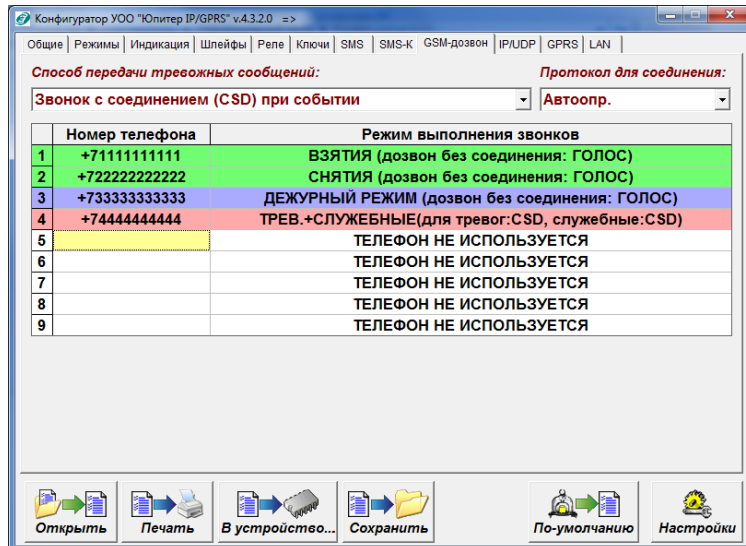 Конфигуратор УОО "Юпитер IP/GPRS" v.4.3.2.0 =>
Общие Режимы Индикация Шлейфы Реле Ключи SMS SMS-K GSM-дозвон IP/UDP GPRS LAN
Способ передачи тревожных сообщений: Протокол для соединения:
Звонок с соединением (CSD) при событии Автоопр.
Номер телефона Режим выполнения звонков
1 +71111111111 ВЗЯТИЯ (дозвон без соединения: ГОЛОС)
2 +722222222222 СНЯТИЯ (дозвон без соединения: ГОЛОС)
3 +733333333333 ДЕЖУРНЫЙ РЕЖИМ (дозвон без соединения: ГОЛОС)
4 +74444444444 ТРЕВ.+СЛУЖЕБНЫЕ(для тревог:CSD, служебные:CSD)
5 ТЕЛЕФОН НЕ ИСПОЛЬЗУЕТСЯ
6 ТЕЛЕФОН НЕ ИСПОЛЬЗУЕТСЯ
7 ТЕЛЕФОН НЕ ИСПОЛЬЗУЕТСЯ
8 ТЕЛЕФОН НЕ ИСПОЛЬЗУЕТСЯ
9 ТЕЛЕФОН НЕ ИСПОЛЬЗУЕТСЯ
Открыть Печать В устройство... Сохранить По-умолчанию Настройки